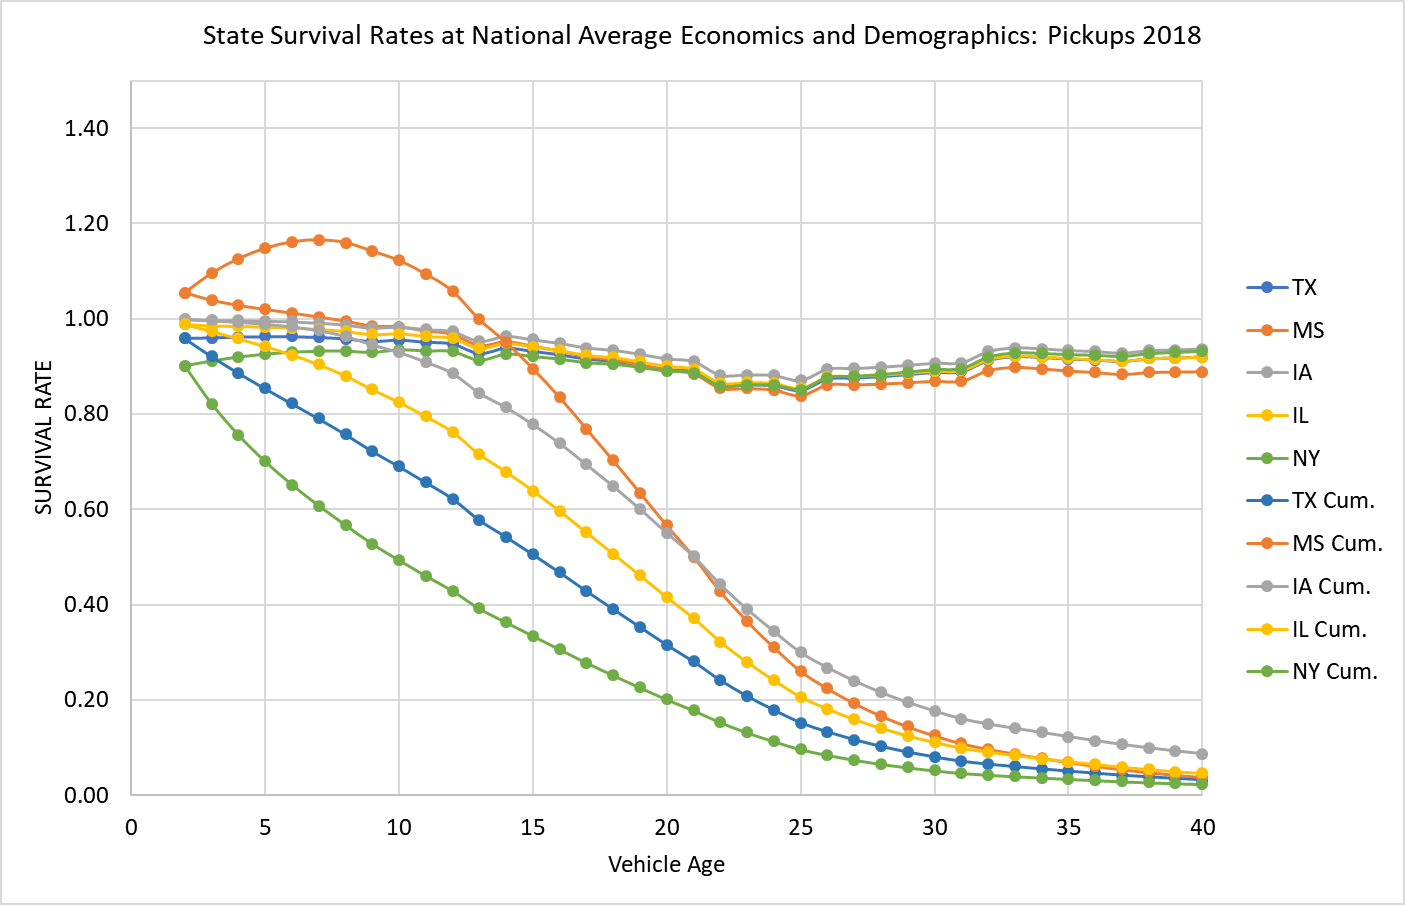 State Survival Rates at National Average Economics and Demographics: Pickups 2018
1.40
1.20
1.00
0.80
0.60
0.40
0.20
0.00
SURVIVAL RATE
0 5 10 15 20 25 30 35 40
Vehicle Age
TX
MS
IA
IL
NY
TX Cum.
MS Cum.
IA Cum.
IL Cum.
NY Cum.